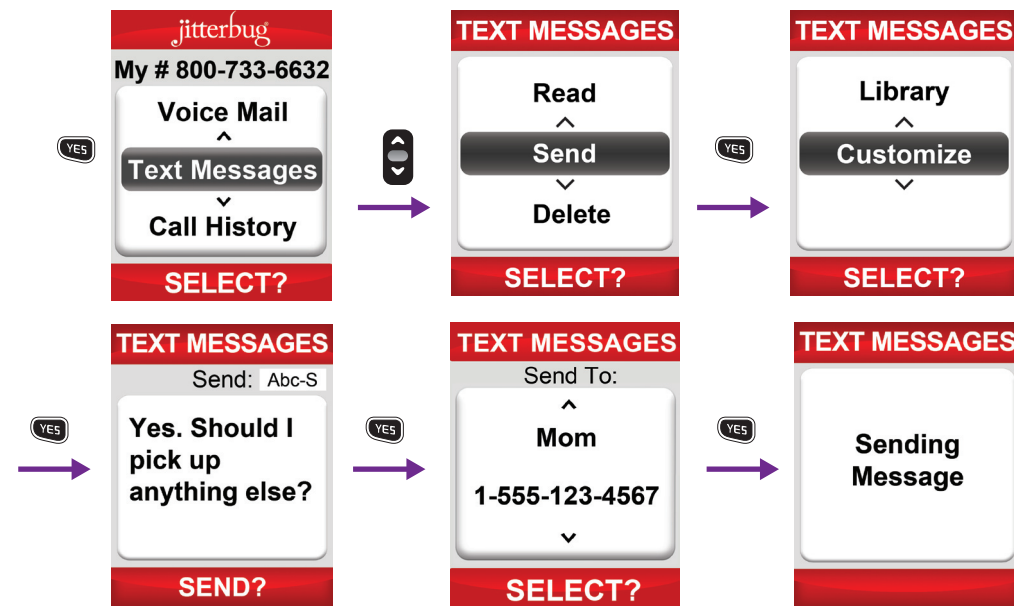 jitterbug
My # 800-733-6632
Voice Mail
Text Messages
Call History
SELECT?
TEXT MESSAGES
Read
Send
Delete
SELECT?
TEXT MESSAGES
Library
Customize
SELECT?
YES
YES
TEXT MESSAGES
Send: Abc-S
Yes. Should I
pick up
anything else?
SEND?
TEXT MESSAGES
Send To:
Mom
1-555-123-4567
SELECT?
TEXT MESSAGES
Sending
Message
YES
YES
YES